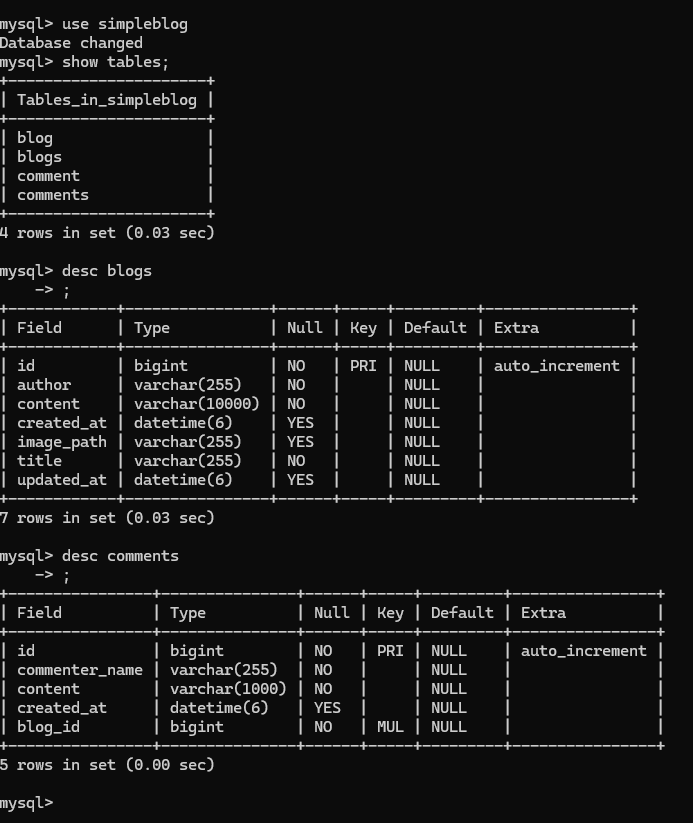 mysql> use simpleblog
Database changed
mysql> show tables;
+----------------------+
| Tables_in_simpleblog |
+----------------------+
| blog                 |
| blogs                |
| comment              |
| comments             |
+----------------------+
4 rows in set (0.03 sec)

mysql> desc blogs
    -> ;
+------------+----------------+------+-----+---------+----------------+
| Field      | Type           | Null | Key | Default | Extra          |
+------------+----------------+------+-----+---------+----------------+
| id         | bigint         | NO   | PRI | NULL    | auto_increment |
| author     | varchar(255)   | NO   |     | NULL    |                |
| content    | varchar(10000) | NO   |     | NULL    |                |
| created_at | datetime(6)    | YES  |     | NULL    |                |
| image_path | varchar(255)   | YES  |     | NULL    |                |
| title      | varchar(255)   | NO   |     | NULL    |                |
| updated_at | datetime(6)    | YES  |     | NULL    |                |
+------------+----------------+------+-----+---------+----------------+
7 rows in set (0.03 sec)

mysql> desc comments
    -> ;
+----------------+---------------+------+-----+---------+----------------+
| Field          | Type          | Null | Key | Default | Extra          |
+----------------+---------------+------+-----+---------+----------------+
| id             | bigint        | NO   | PRI | NULL    | auto_increment |
| commenter_name | varchar(255)  | NO   |     | NULL    |                |
| content        | varchar(1000) | NO   |     | NULL    |                |
| created_at     | datetime(6)   | YES  |     | NULL    |                |
| blog_id        | bigint        | NO   | MUL | NULL    |                |
+----------------+---------------+------+-----+---------+----------------+
5 rows in set (0.00 sec)

mysql>